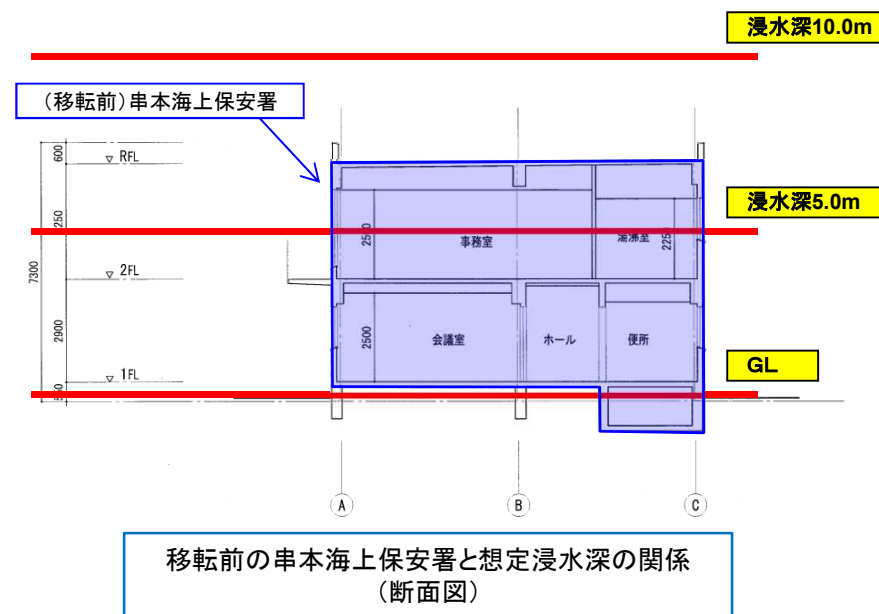 浸水深10.0m
(移転前)串本海上保安署
600
RFL
浸水深5.0m
250
7300
2500
事務室
湯沸室
2250
2FL
2900
2500
会議室
ホール
便所
1FL
GL
A
B
C
移転前の串本海上保安署と想定浸水深の関係
(断面図)